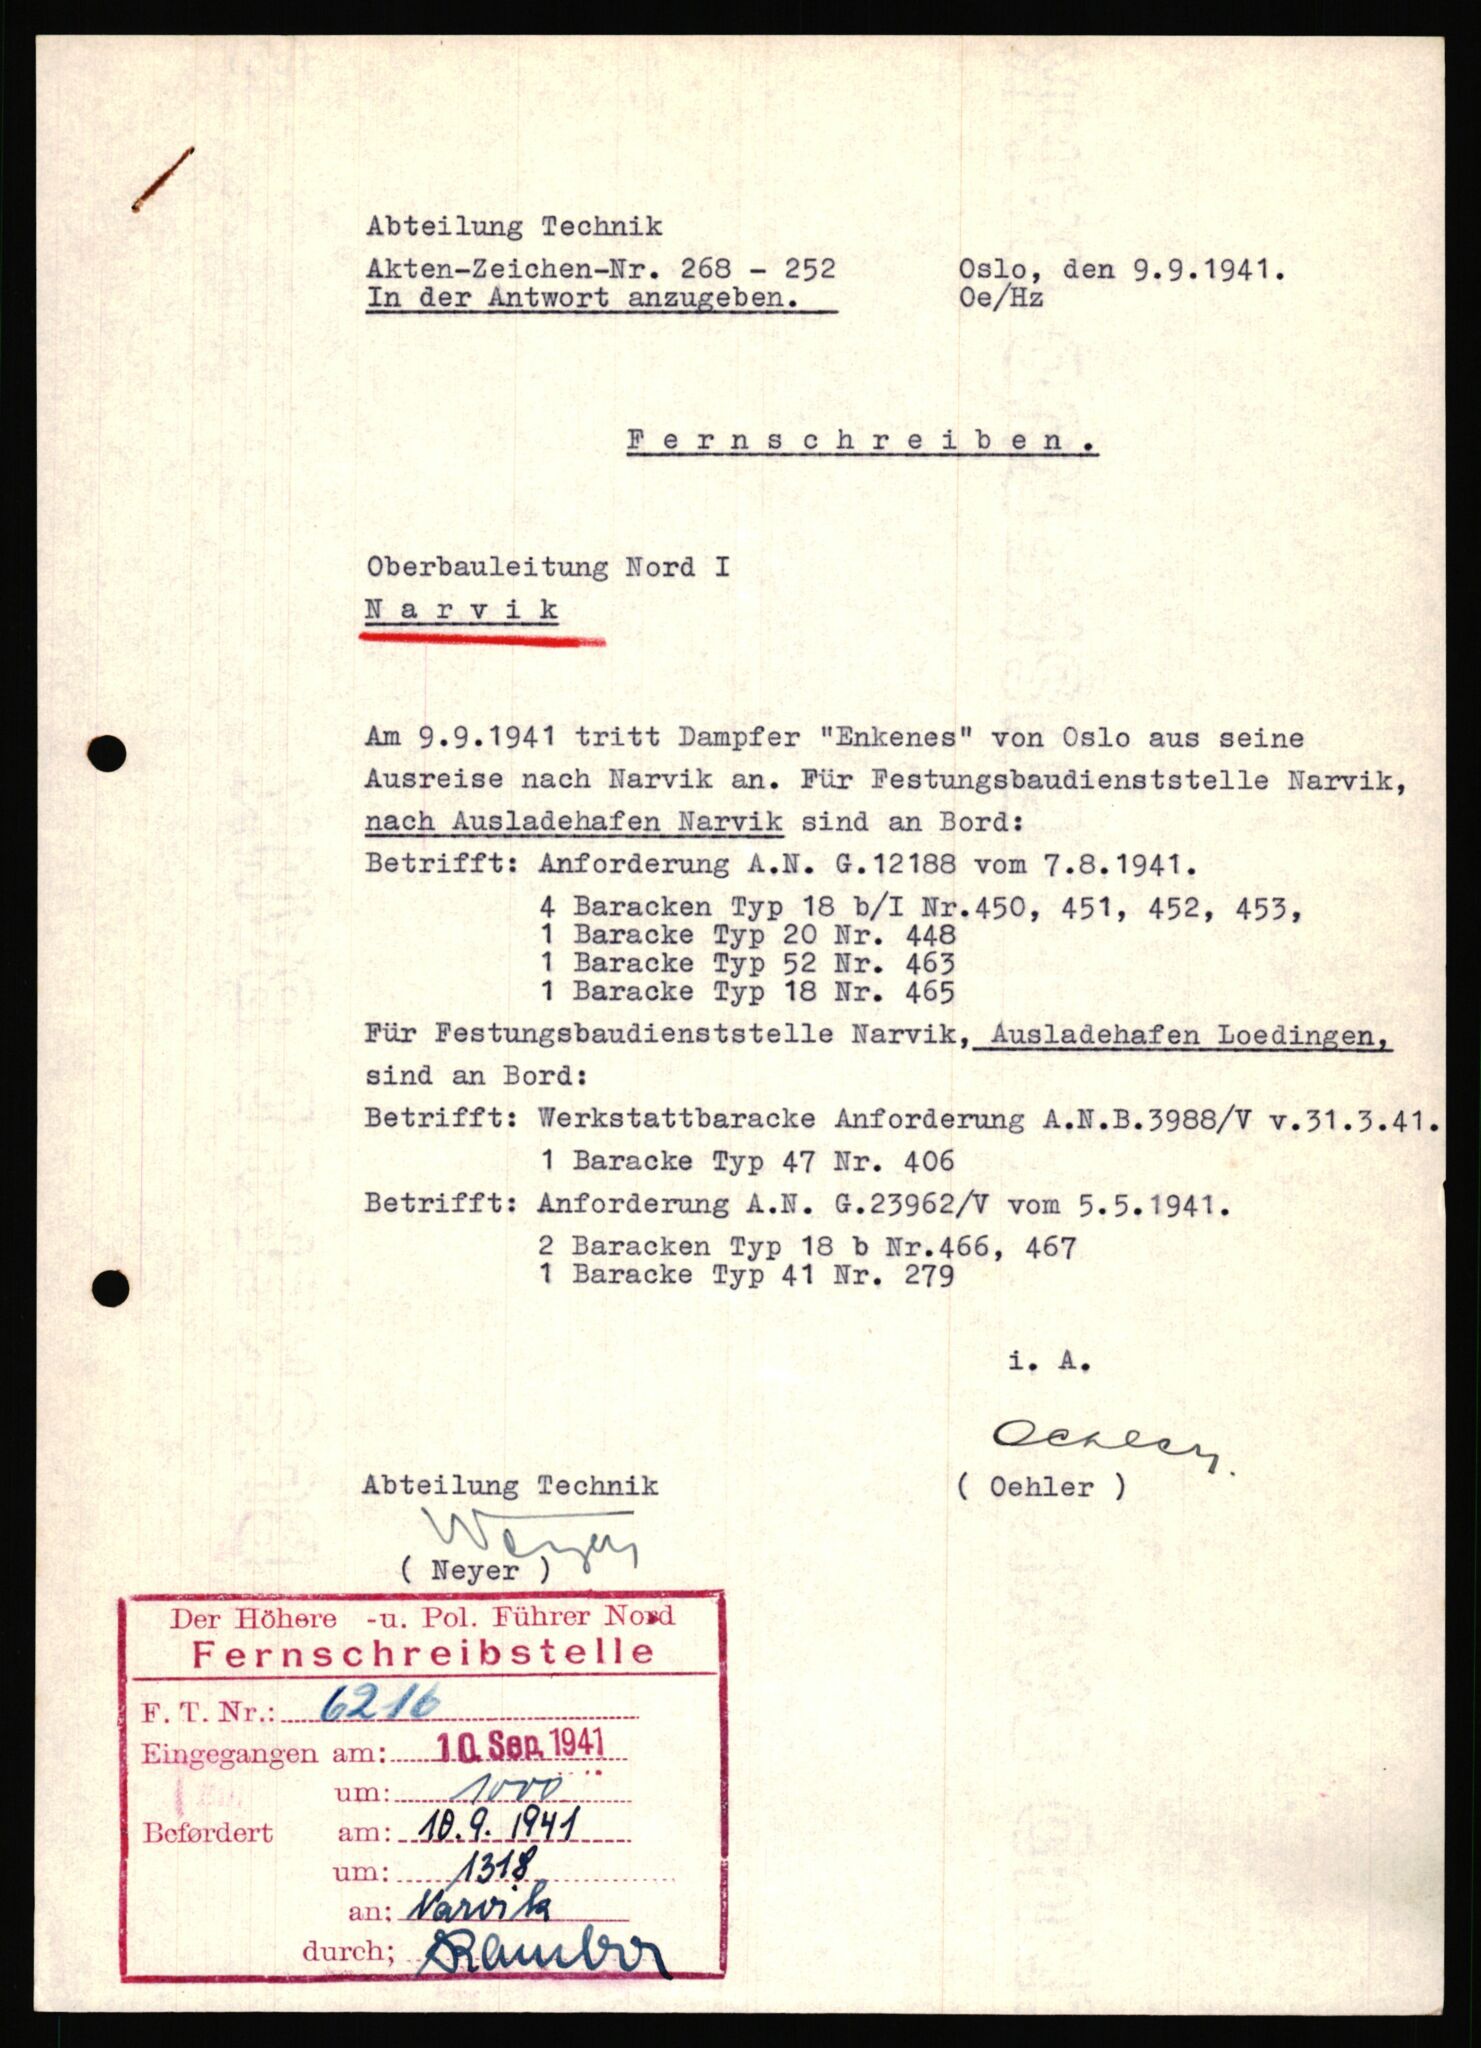 Abteilung Technik
Akten-Zeichen-Nr. 268 - 252 Oslo, den 9.9.1941.
In der Antwort anzugeben. Oe/Hz
Fernschreiben.
Oberbauleitung Nord I
Narvik
Am 9.9.1941 tritt Dampfer "Enkenes" von Oslo aus seine
Ausreise nach Narvik an. Für Festungsbaudienststelle Narvik,
nach Ausladehafen Narvik sind an Bord:
Betrifft: Anforderung A.N. G.12188 vom 7.8.1941.
4 Baracken Typ 18 b/I Nr.450, 451, 452, 453,
1 Baracke Typ 20 Nr. 448
1 Baracke Typ 52 Nr. 463
1 Baracke Typ 18 Nr. 465
Für Festungsbaudienststelle Narvik, Ausladehafen Loedingen,
sind an Bord:
Betrifft: Werkstattbaracke Anforderung A.N.B.3988/V v.31.3.41.
1 Baracke Typ 47 Nr. 406
Betrifft: Anforderung A.N. G.23962/V vom 5.5.1941.
2 Baracken Typ 18 b Nr.466, 467
1 Baracke Typ 41 Nr. 279
i. A.
Oehler
Abteilung Technik ( Oehler )
( Neyer )
Der Höhere -u. Pol. Führer Nord
Fernschreibstelle
F. T. Nr.: 6216
Eingegangen am: 10. Sep. 1941
um: 1000
Befördert am: 10.9.1941
um: 1318
an: Narvik
durch: